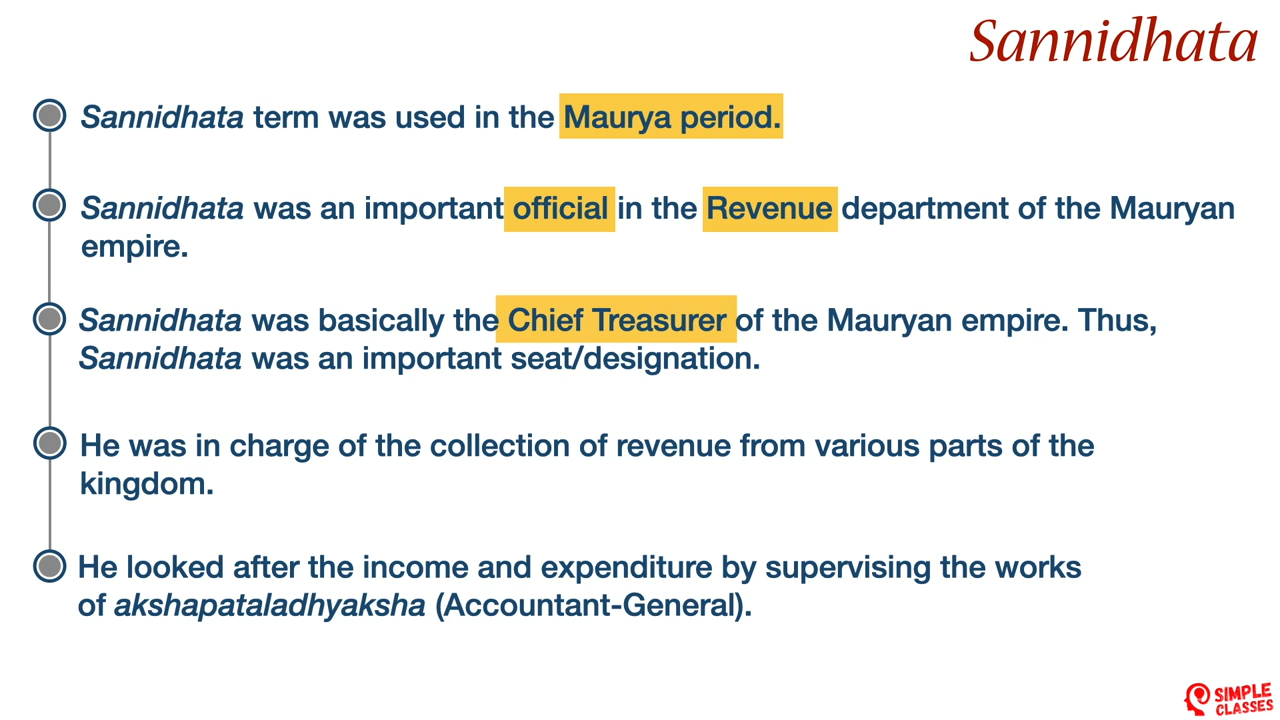 Sannidhata
Sannidhata term was used in the Maurya period.
Sannidhata was an important official in the Revenue department of the Mauryan
empire.
Sannidhata was basically the Chief Treasurer of the Mauryan empire. Thus,
Sannidhata was an important seat/designation.
He was in charge of the collection of revenue from various parts of the
kingdom.
He looked after the income and expenditure by supervising the works
of akshapataladhyaksha (Accountant-General).
SIMPLE
CLASSES